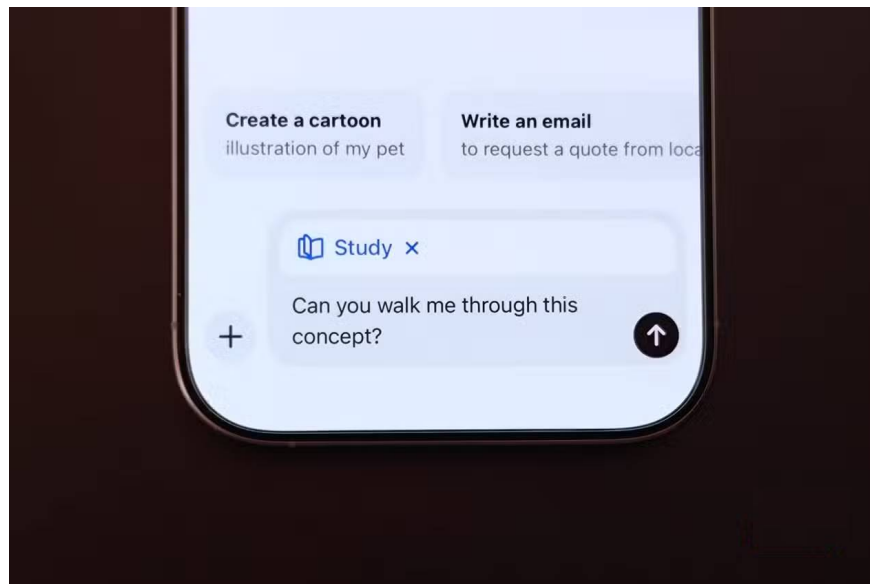 Create a cartoon
illustration of my pet
Write an email
to request a quote from loca
Study
Can you walk me through this
concept?